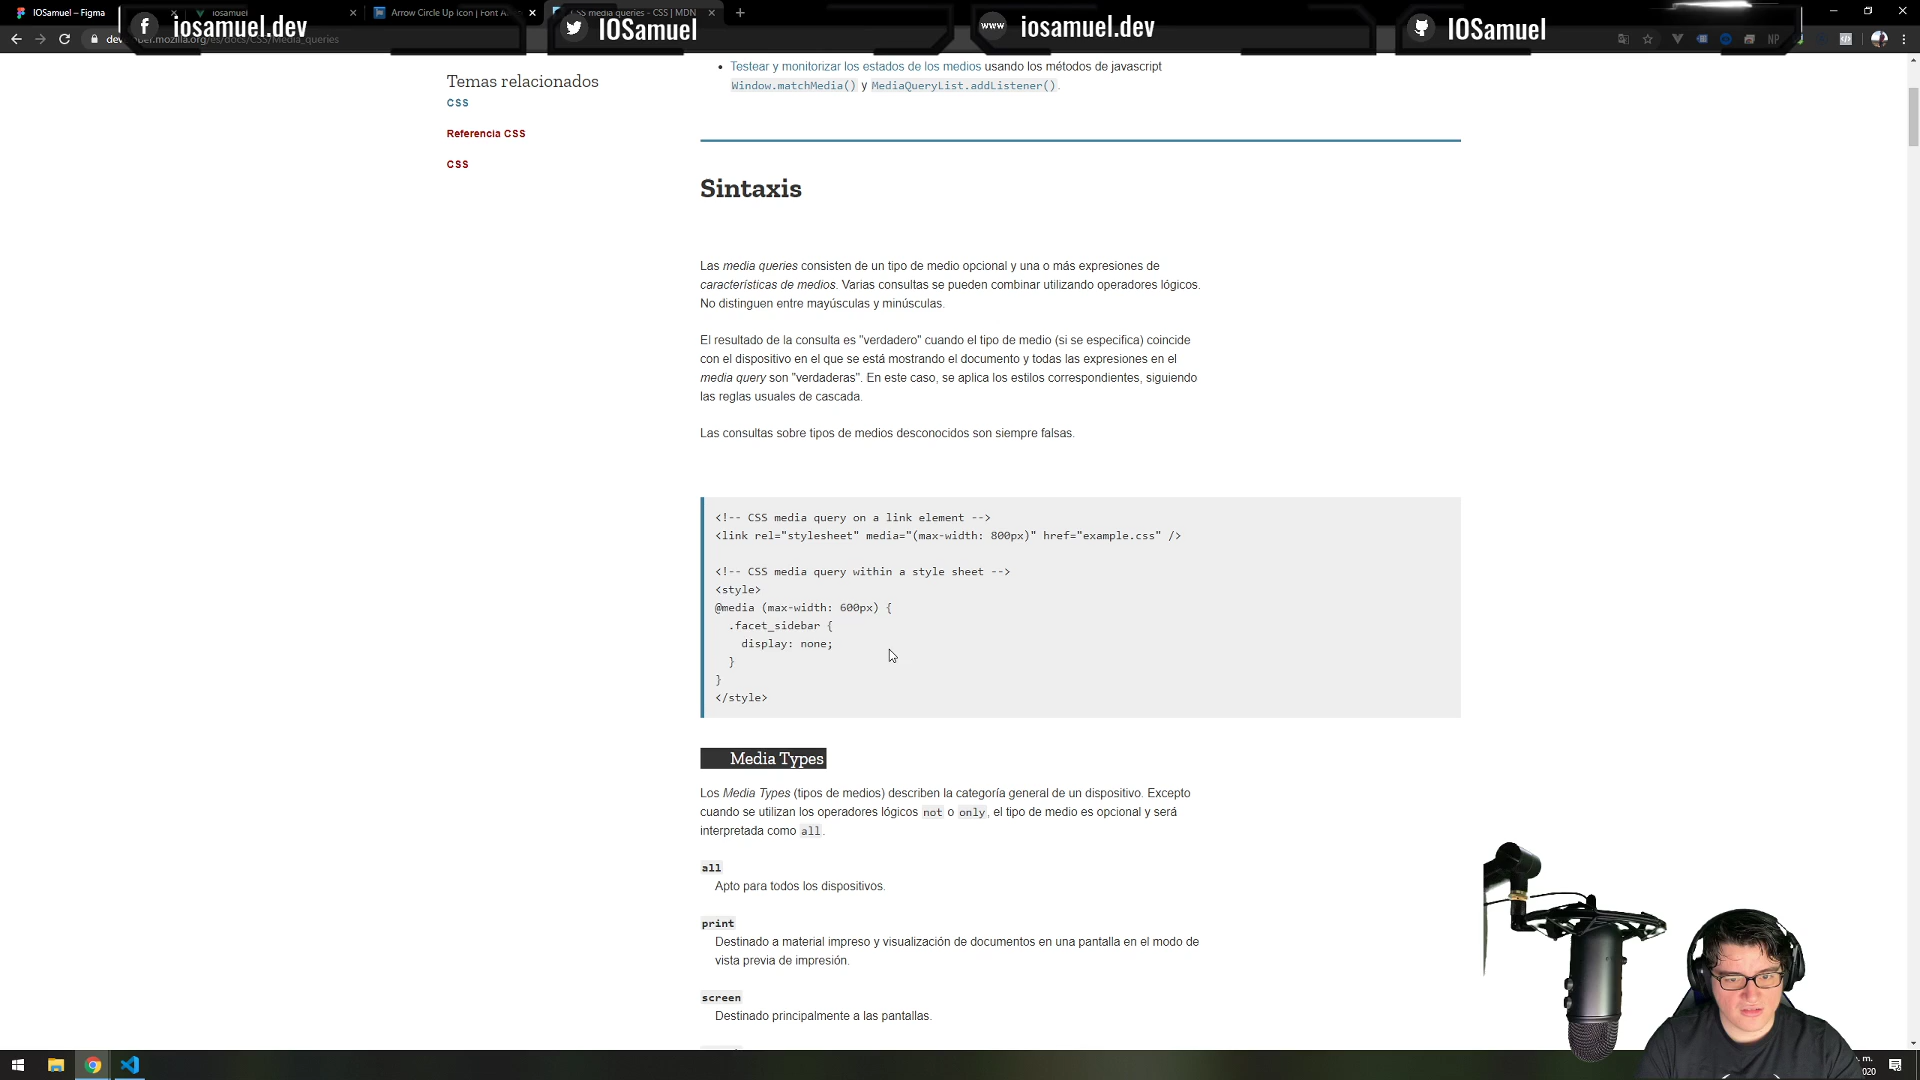 IOSamuel – Figma
iosamuel
Arrow Circle Up Icon | Font A
CSS media queries - CSS | MDN
iosamuel.dev
IOSamuel
www
iosamuel.dev
IOSamuel
Temas relacionados
CSS
Referencia CSS
CSS
• Testear y monitorizar los estados de los medios usando los métodos de javascript
Window.matchMedia() y MediaQueryList.addListener().
Sintaxis
Las media queries consisten de un tipo de medio opcional y una o más expresiones de
características de medios. Varias consultas se pueden combinar utilizando operadores lógicos.
No distinguen entre mayúsculas y minúsculas.
El resultado de la consulta es "verdadero" cuando el tipo de medio (si se especifica) coincide
con el dispositivo en el que se está mostrando el documento y todas las expresiones en el
media query son "verdaderas". En este caso, se aplica los estilos correspondientes, siguiendo
las reglas usuales de cascada.
Las consultas sobre tipos de medios desconocidos son siempre falsas.
<!-- CSS media query on a link element -->
<link rel="stylesheet" media="(max-width: 800px)" href="example.css" />
<!-- CSS media query within a style sheet -->
<style>
@media (max-width: 600px) {
.facet_sidebar {
display: none;
}
}
</style>
Media Types
Los Media Types (tipos de medios) describen la categoría general de un dispositivo. Excepto
cuando se utilizan los operadores lógicos not o only, el tipo de medio es opcional y será
interpretada como all.
all
Apto para todos los dispositivos.
print
Destinado a material impreso y visualización de documentos en una pantalla en el modo de
vista previa de impresión.
screen
Destinado principalmente a las pantallas.